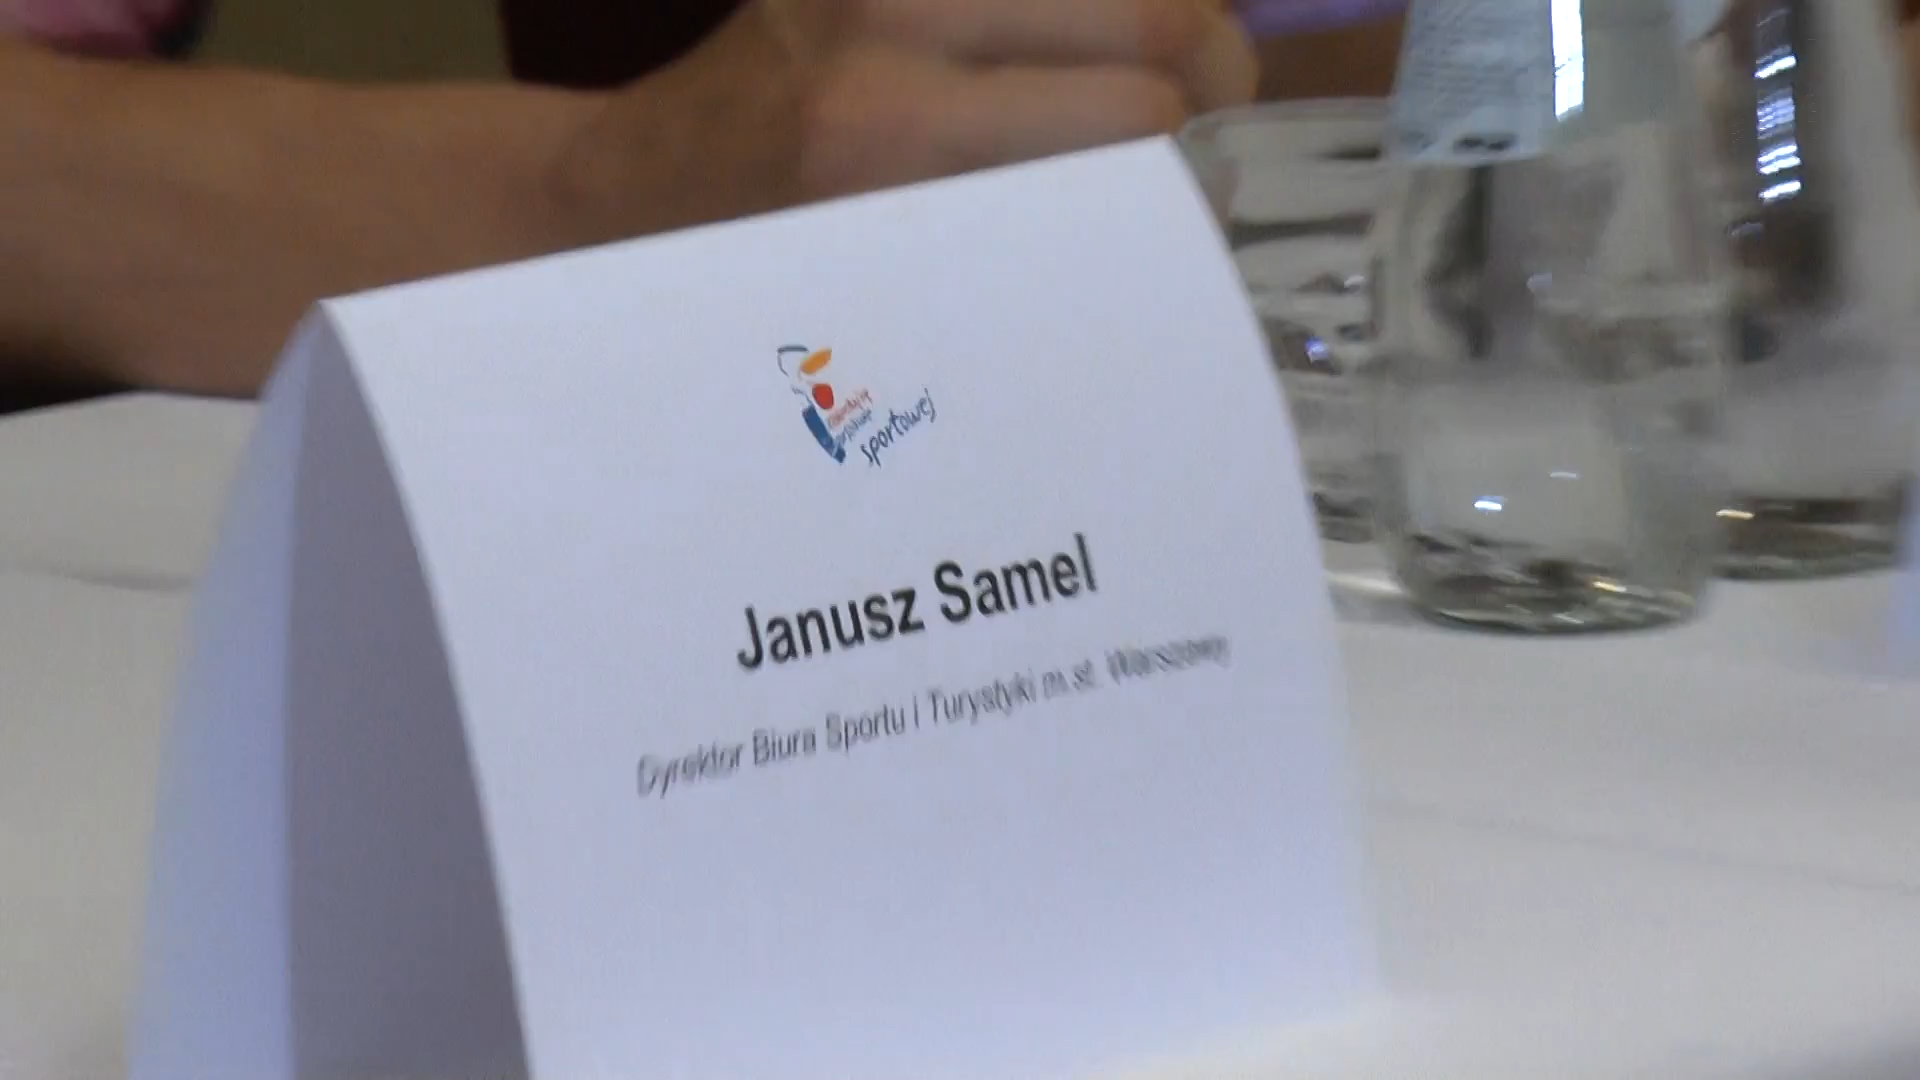 sportowej
Janusz Samel
Dyrektor Biura Sportu i Turystyki m.st. Warszawy